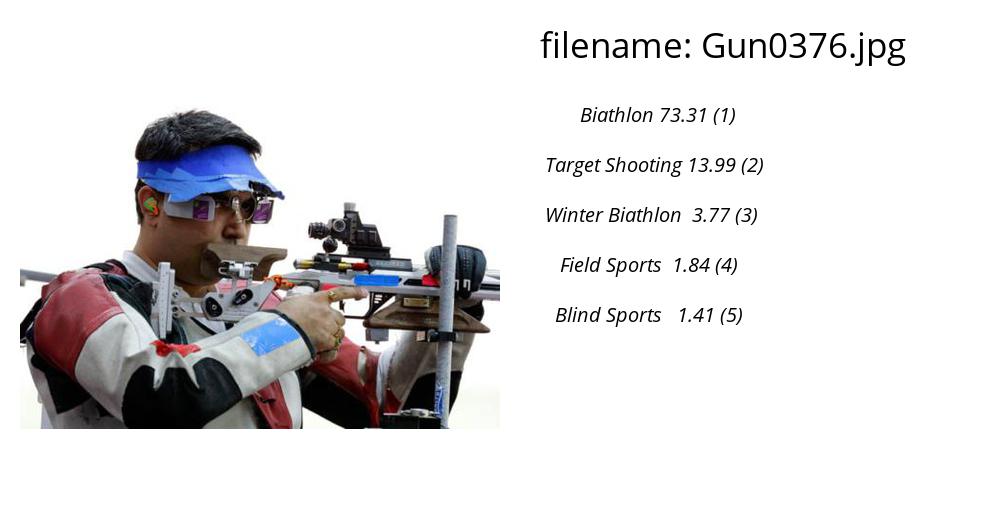 filename: Gun0376.jpg
Biathlon 73.31 (1)
Target Shooting 13.99 (2)
Winter Biathlon 3.77 (3)
Field Sports 1.84 (4)
Blind Sports 1.41 (5)